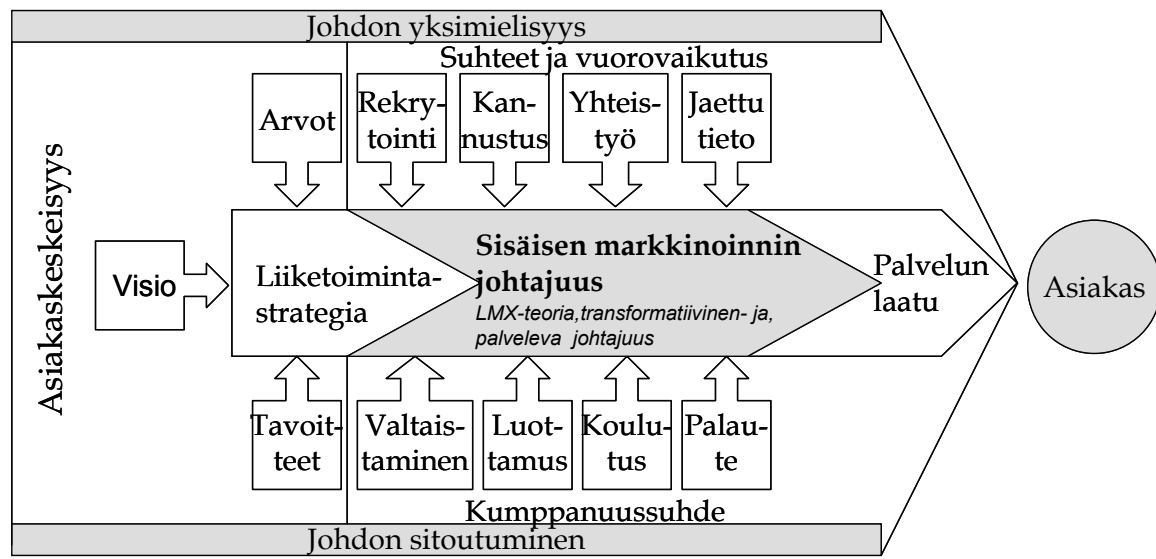 Johdon yksimielisyys
Suhteet ja vuorovaikutus
Arvot
Rekry-
tointi
Kan-
nustus
Yhteis-
työ
Jaettu
tieto
Asiakaskeskeisyys
Visio
Liiketoiminta-
strategia
Sisäisen markkinoinnin
johtajuus
LMX-teoria,transformatiivinen- ja,
palveleva johtajuus
Palvelun
laatu
Asiakas
Tavoit-
teet
Valtais-
taminen
Luot-
tamus
Koulu-
tus
Palau-
te
Kumppanuussuhde
Johdon sitoutuminen